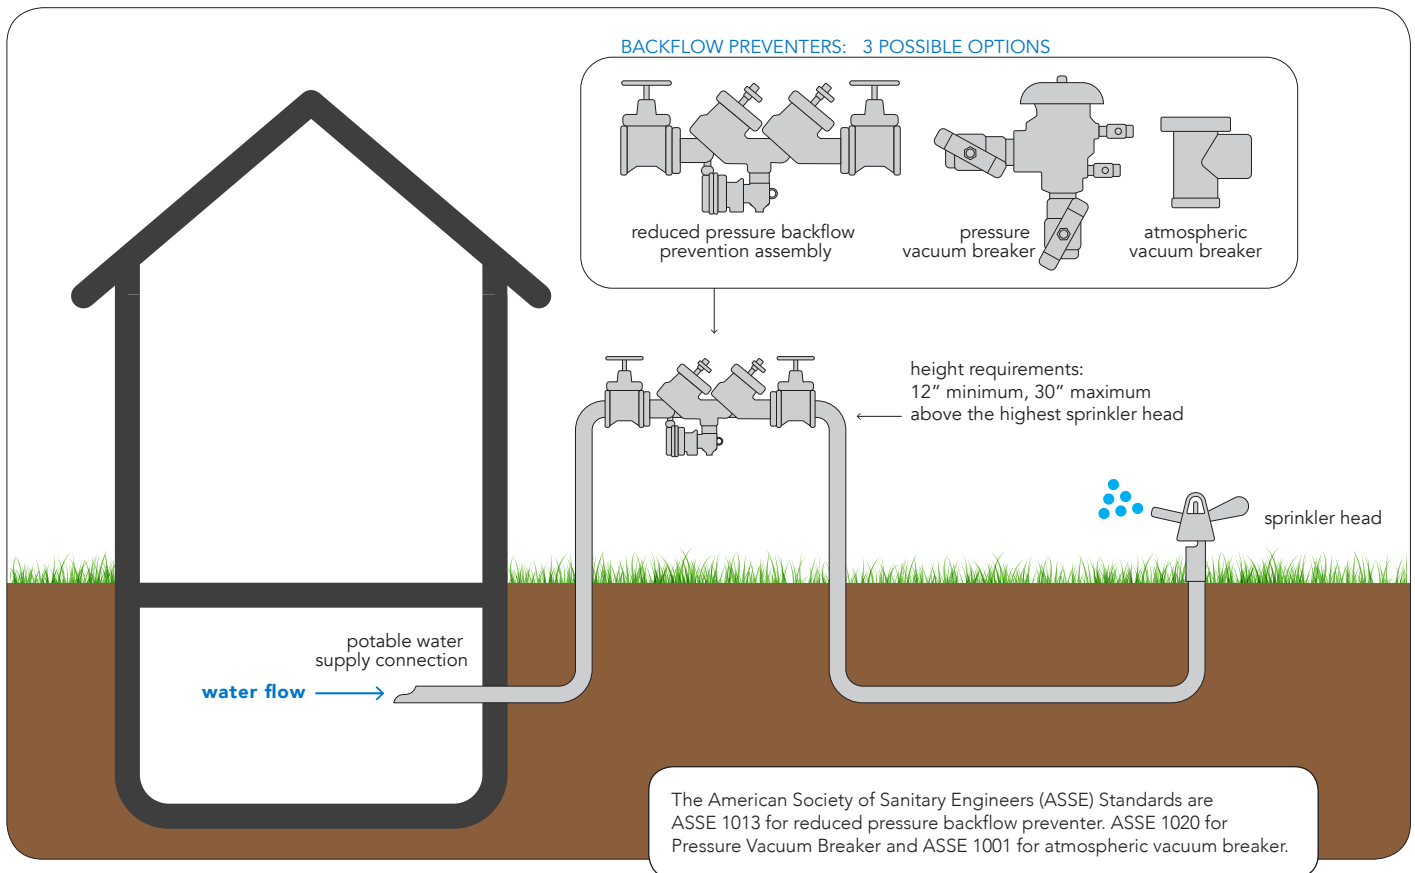 BACKFLOW PREVENTERS: 3 POSSIBLE OPTIONS
reduced pressure backflow
prevention assembly
pressure
vacuum breaker
atmospheric
vacuum breaker
height requirements:
12” minimum, 30” maximum
above the highest sprinkler head
sprinkler head
potable water
supply connection
water flow
The American Society of Sanitary Engineers (ASSE) Standards are
ASSE 1013 for reduced pressure backflow preventer. ASSE 1020 for
Pressure Vacuum Breaker and ASSE 1001 for atmospheric vacuum breaker.